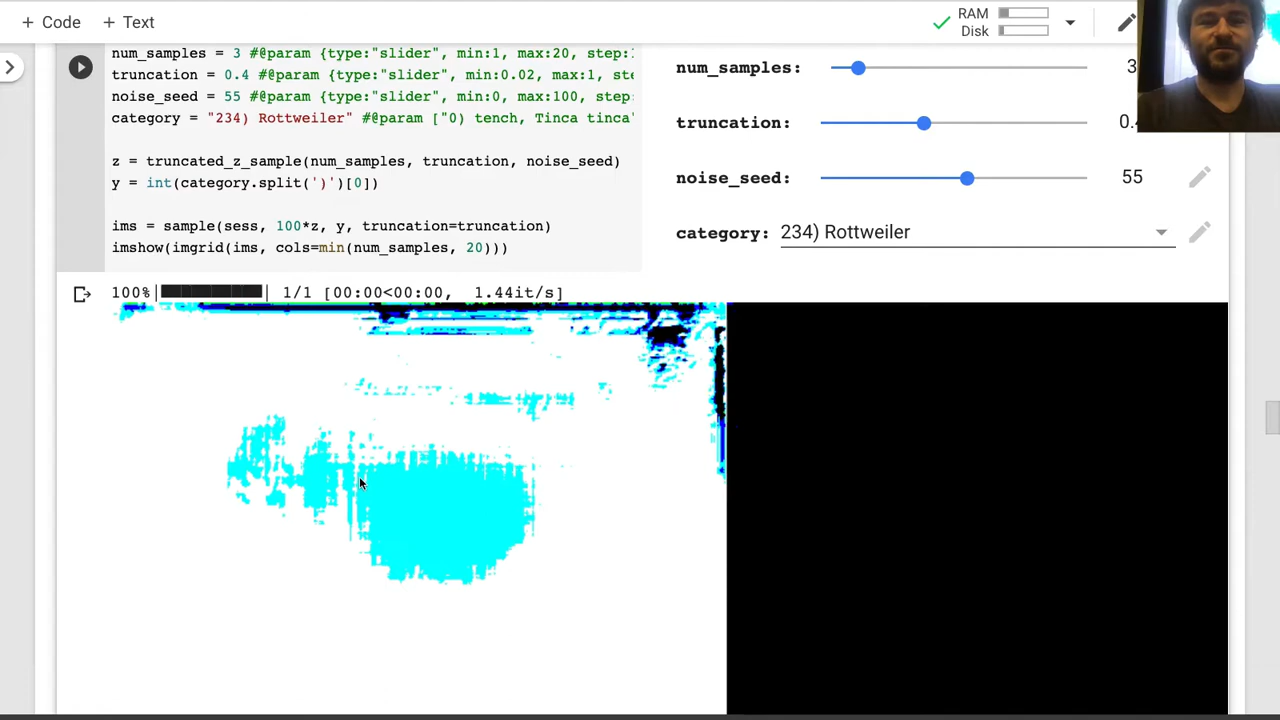 + Code + Text
RAM
Disk
num_samples = 3 #@param {type:"slider", min:1, max:20, step:
truncation = 0.4 #@param {type:"slider", min:0.02, max:1, ste
noise_seed = 55 #@param {type:"slider", min:0, max:100, step:
category = "234) Rottweiler" #@param ["0) tench, Tinca tinca'
z = truncated_z_sample(num_samples, truncation, noise_seed)
y = int(category.split(')')[0])
ims = sample(sess, 100*z, y, truncation=truncation)
imshow(imgrid(ims, cols=min(num_samples, 20)))
num_samples: 3
truncation: 0.
noise_seed: 55
category: 234) Rottweiler
100%| | 1/1 [00:00<00:00, 1.44it/s]